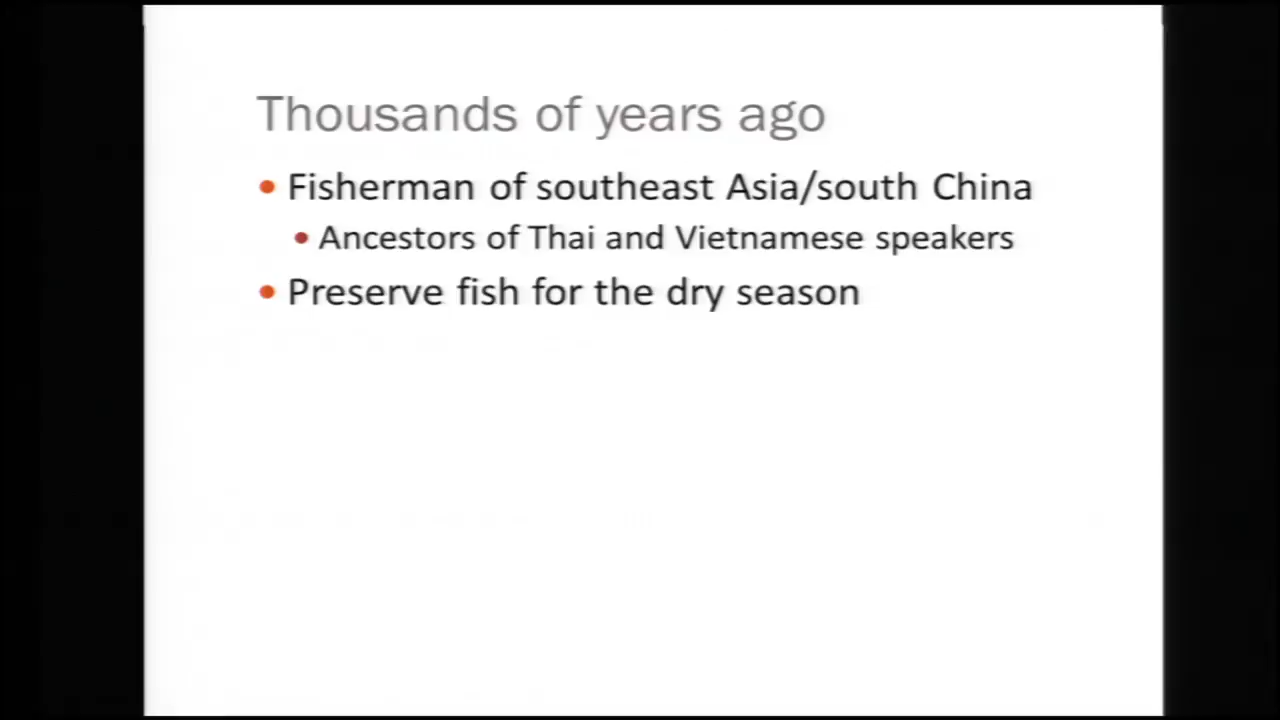 Thousands of years ago
• Fisherman of southeast Asia/south China
• Ancestors of Thai and Vietnamese speakers
• Preserve fish for the dry season